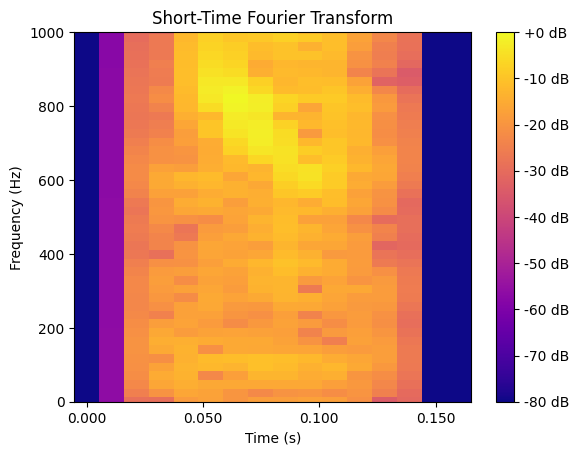 Short-Time Fourier Transform
1000
800
600
400
200
0
Frequency (Hz)
0.000
0.050
0.100
0.150
Time (s)
+0 dB
-10 dB
-20 dB
-30 dB
-40 dB
-50 dB
-60 dB
-70 dB
-80 dB